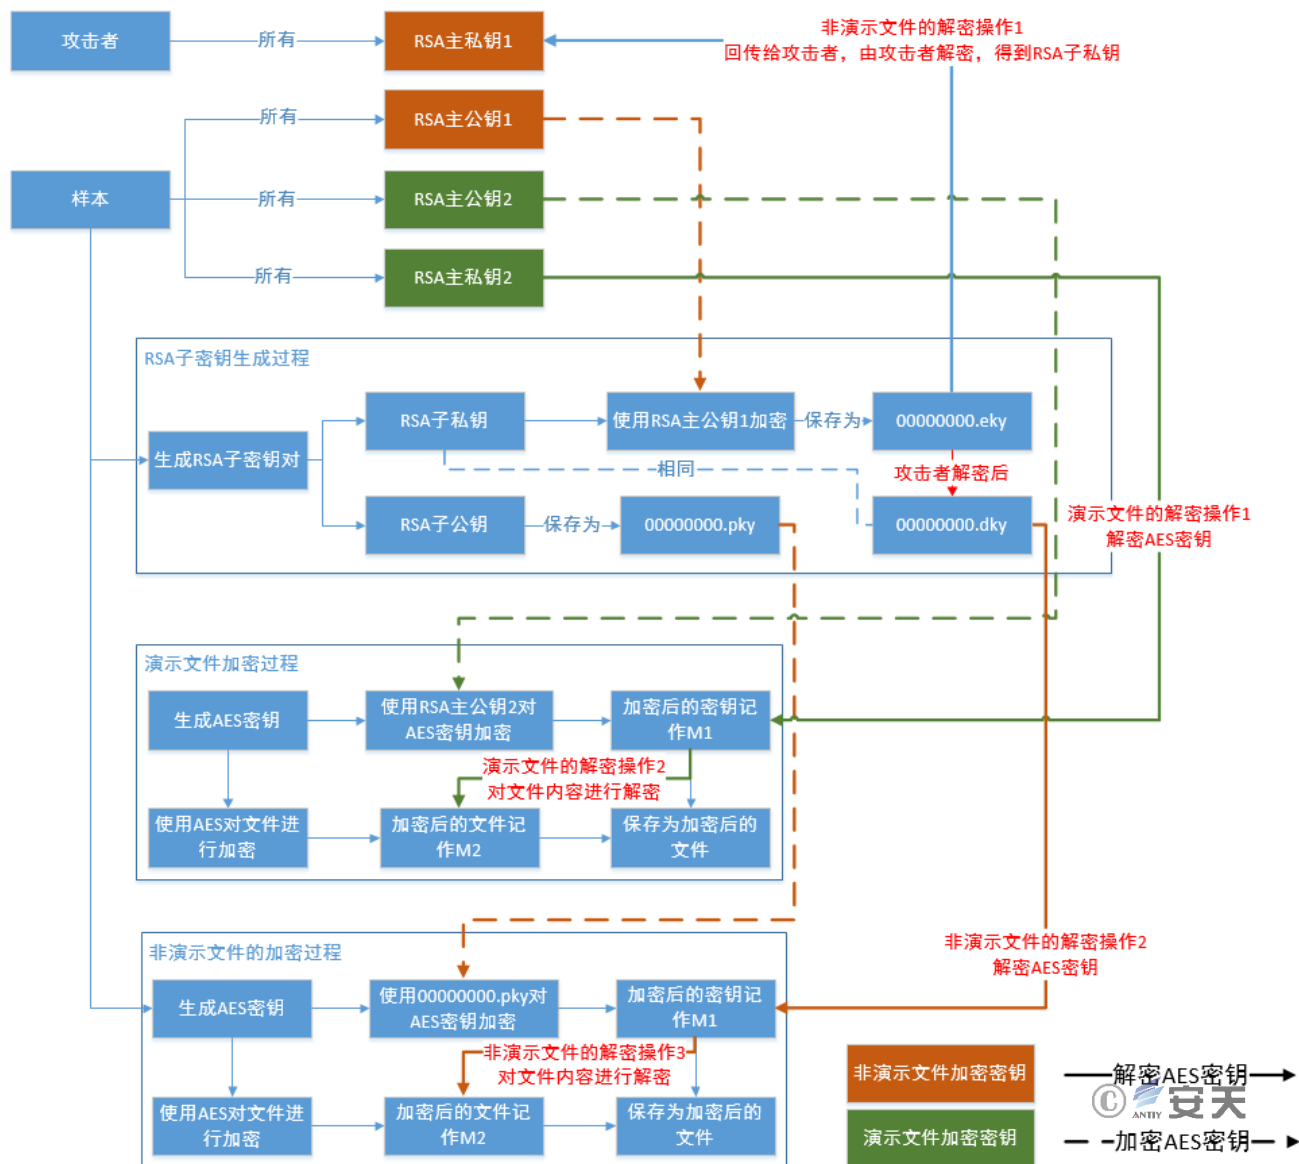 攻击者
所有
RSA主私钥1
非演示文件的解密操作1
回传给攻击者，由攻击者解密，得到RSA子私钥
所有
RSA主公钥1
样本
所有
RSA主公钥2
所有
RSA主私钥2
RSA子密钥生成过程
生成RSA子密钥对
RSA子私钥
使用RSA主公钥1加密
保存为
00000000.eky
相同
攻击者解密后
RSA子公钥
保存为
00000000.pky
00000000.dky
演示文件的解密操作1
解密AES密钥
演示文件加密过程
生成AES密钥
使用RSA主公钥2对
AES密钥加密
加密后的密钥记
作M1
演示文件的解密操作2
对文件内容进行解密
使用AES对文件进
行加密
加密后的文件记
作M2
保存为加密后的
文件
非演示文件的解密操作2
解密AES密钥
非演示文件的加密过程
生成AES密钥
使用00000000.pky对
AES密钥加密
加密后的密钥记
作M1
非演示文件的解密操作3
对文件内容进行解密
使用AES对文件进
行加密
加密后的文件记
作M2
保存为加密后的
文件
非演示文件加密密钥
解密AES密钥
© ANTIY 安天
演示文件加密密钥
加密AES密钥